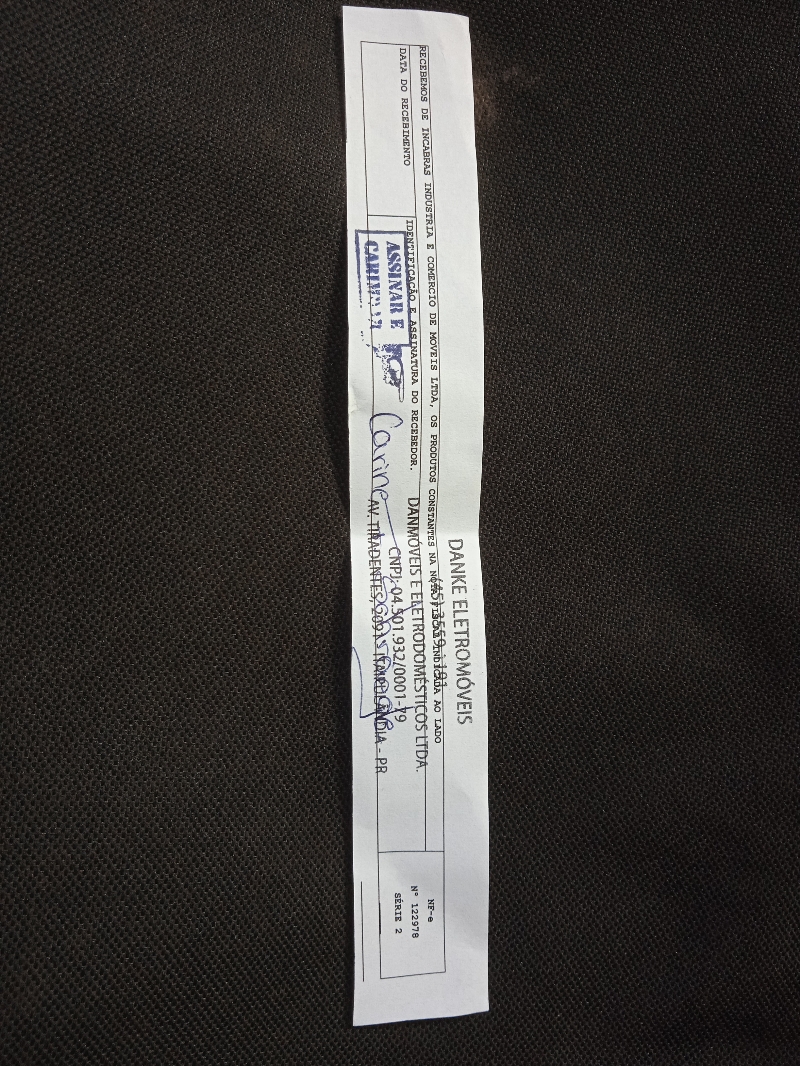 DANKE ELETROMÓVEIS
RECEBEMOS DE INCABRAS INDUSTRIA E COMERCIO DE MOVEIS LTDA, OS PRODUTOS CONSTANTES NA NOTA FISCAL INDICADA AO LADO
DATA DO RECEBIMENTO
IDENTIFICAÇÃO E ASSINATURA DO RECEBEDOR.
DANMÓVEIS E ELETRODOMÉSTICOS LTDA.
CNPJ: 04.501.932/0001-79
AV. TIRADENTES, ITAIPULÂNDIA - PR
ASSINAR E
Carine
NF-e
Nº 122978
SÉRIE 2